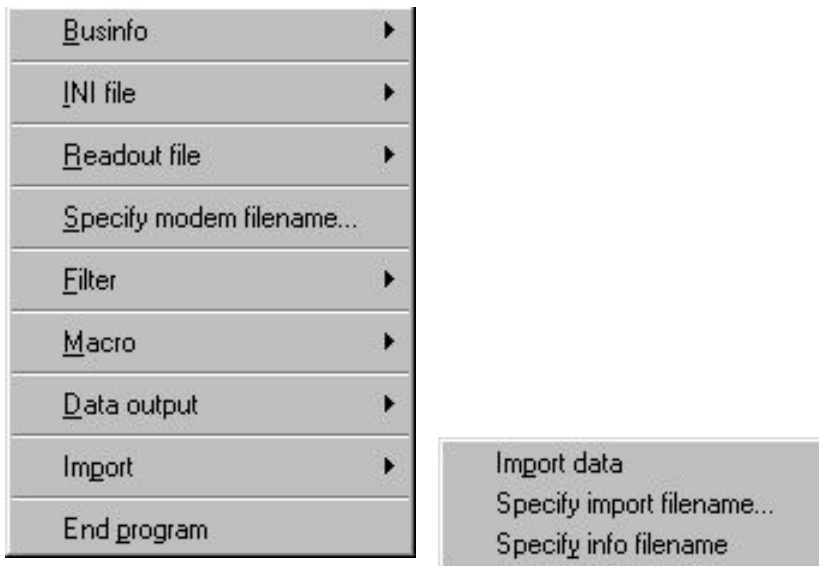 Businfo
INI file
Readout file
Specify modem filename...
Filter
Macro
Data output
Import
End program
Import data
Specify import filename...
Specify info filename